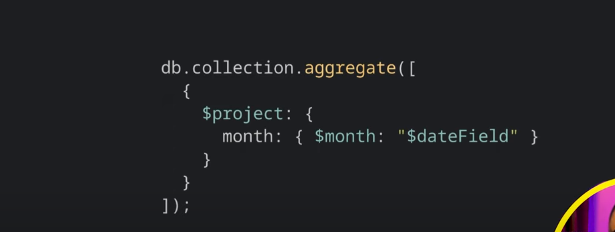 db.collection.aggregate([
  {
    $project: {
      month: { $month: "$dateField" }
    }
  }
]);